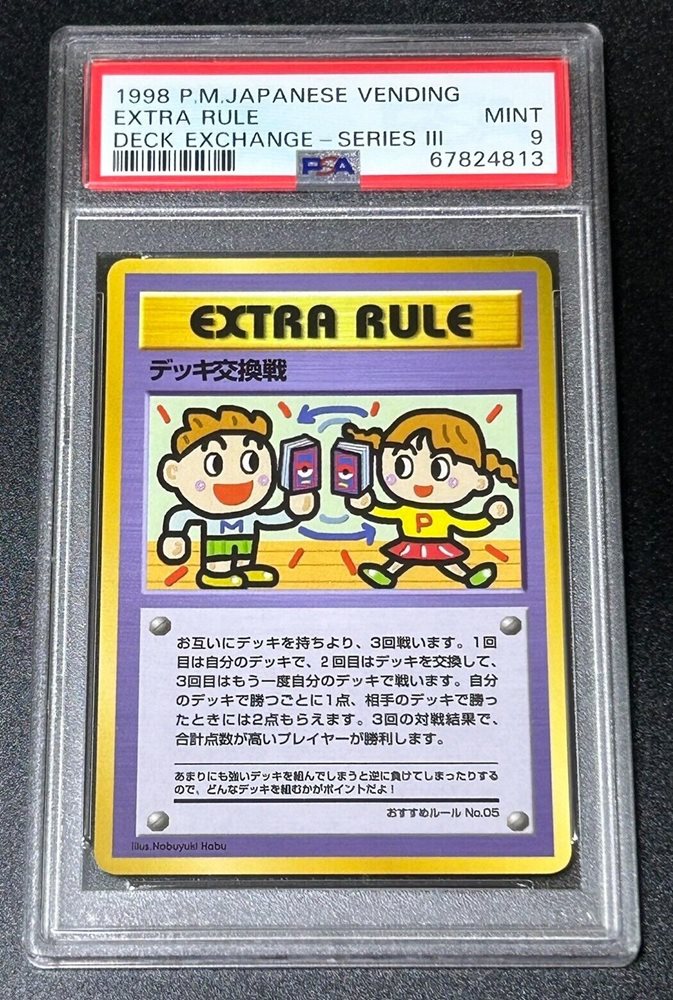 1998 P.M.JAPANESE VENDING
EXTRA RULE MINT
DECK EXCHANGE - SERIES III 9
PSA 67824813
EXTRA RULE
デッキ交換戦
M
P
お互いにデッキを持ちより、3回戦います。1回
目は自分のデッキで、2回目はデッキを交換して、
3回目はもう一度自分のデッキで戦います。自分
のデッキで勝つごとに1点、相手のデッキで勝っ
たときには2点もらえます。3回の対戦結果で、
合計点数が高いプレイヤーが勝利します。
あまりにも強いデッキを組んでしまうと逆に負けてしまったりする
ので、どんなデッキを組むかがポイントだよ!
おすすめルール No.05
Illus.Nobuyuki Habu